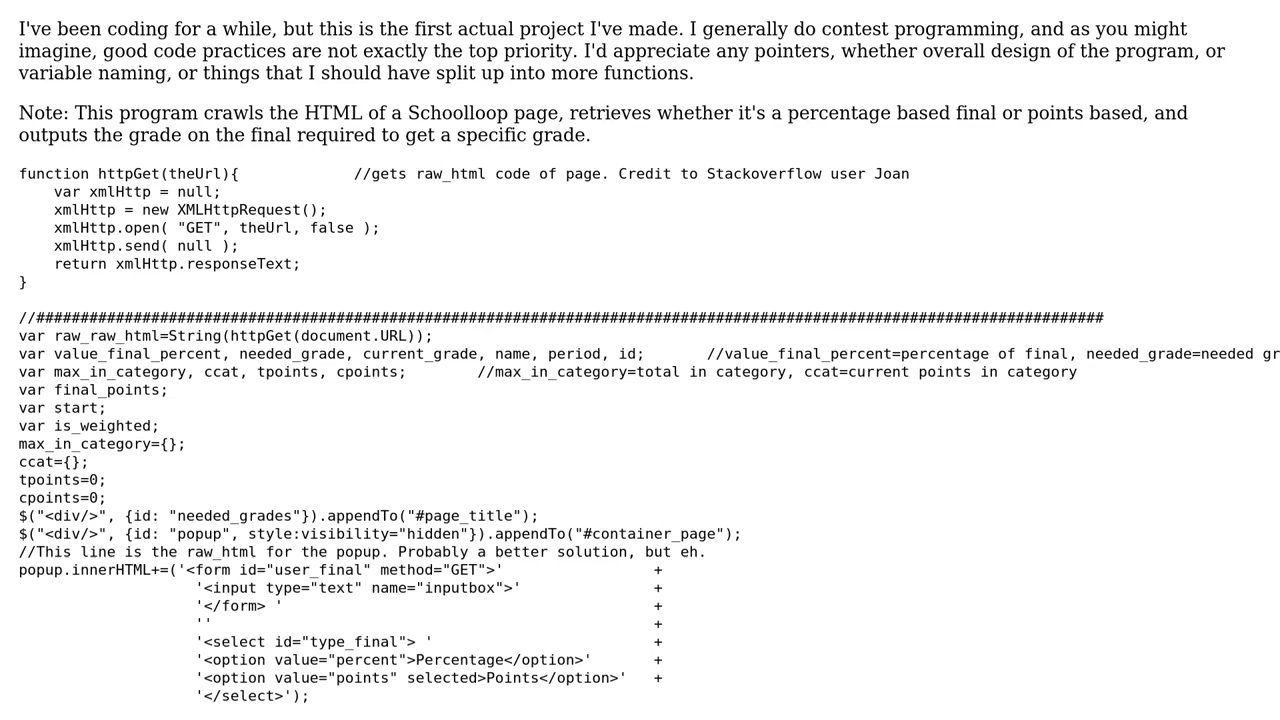 I've been coding for a while, but this is the first actual project I've made. I generally do contest programming, and as you might
imagine, good code practices are not exactly the top priority. I'd appreciate any pointers, whether overall design of the program, or
variable naming, or things that I should have split up into more functions.
Note: This program crawls the HTML of a Schoolloop page, retrieves whether it's a percentage based final or points based, and
outputs the grade on the final required to get a specific grade.
function httpGet(theUrl){             //gets raw_html code of page. Credit to Stackoverflow user Joan
    var xmlHttp = null;
    xmlHttp = new XMLHttpRequest();
    xmlHttp.open( "GET", theUrl, false );
    xmlHttp.send( null );
    return xmlHttp.responseText;
}
//#########################################################################################################################
var raw_raw_html=String(httpGet(document.URL));
var value_final_percent, needed_grade, current_grade, name, period, id;       //value_final_percent=percentage of final, needed_grade=needed
var max_in_category, ccat, tpoints, cpoints;        //max_in_category=total in category, ccat=current points in category
var final_points;
var start;
var is_weighted;
max_in_category={};
ccat={};
tpoints=0;
cpoints=0;
$("<div/>", {id: "needed_grades"}).appendTo("#page_title");
$("<div/>", {id: "popup", style:visibility="hidden"}).appendTo("#container_page");
//This line is the raw_html for the popup. Probably a better solution, but eh.
popup.innerHTML+=('<form id="user_final" method="GET">'                 +
                    '<input type="text" name="inputbox">'               +
                    '</form> '                                          +
                    ''                                                  +
                    '<select id="type_final"> '                         +
                    '<option value="percent">Percentage</option>'       +
                    '<option value="points" selected>Points</option>'   +
                    '</select>');